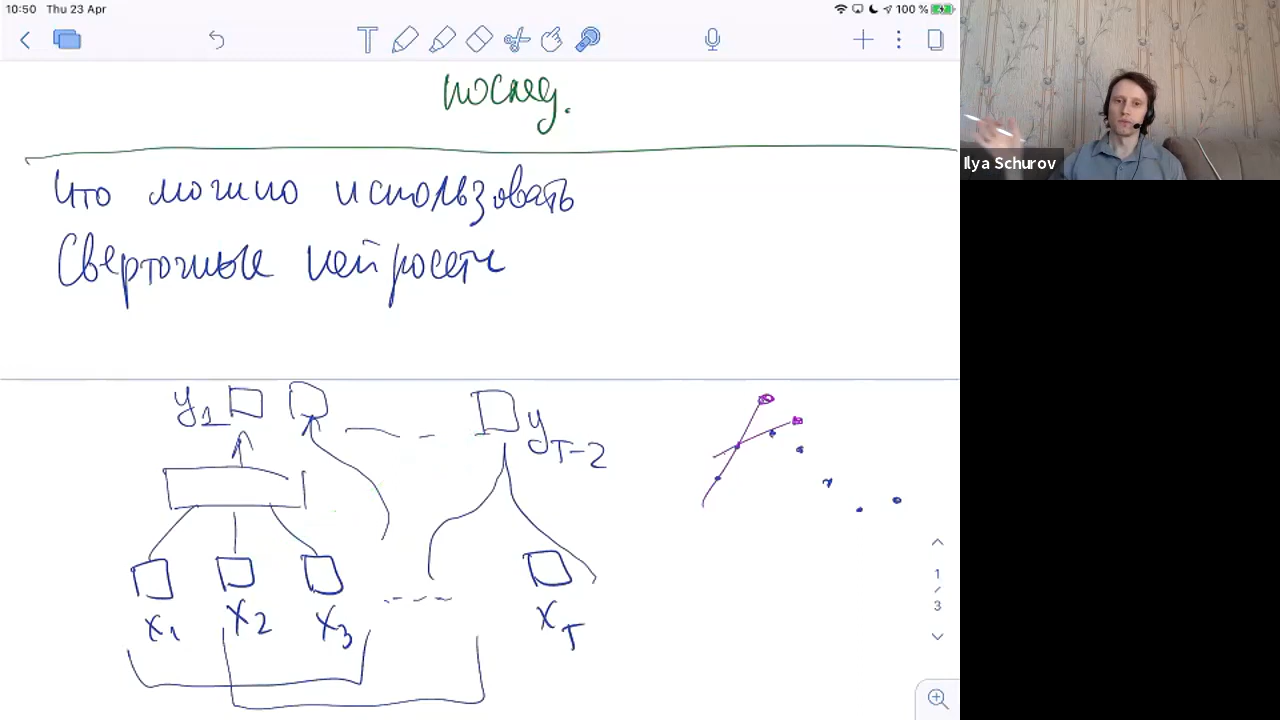 10:50 Thu 23 Apr
100 %
T
Ilya Schurov
послед.
Что можно использовать
Сверточные нейросети
y1
yT-2
x1 x2 x3 xT
1
/
3